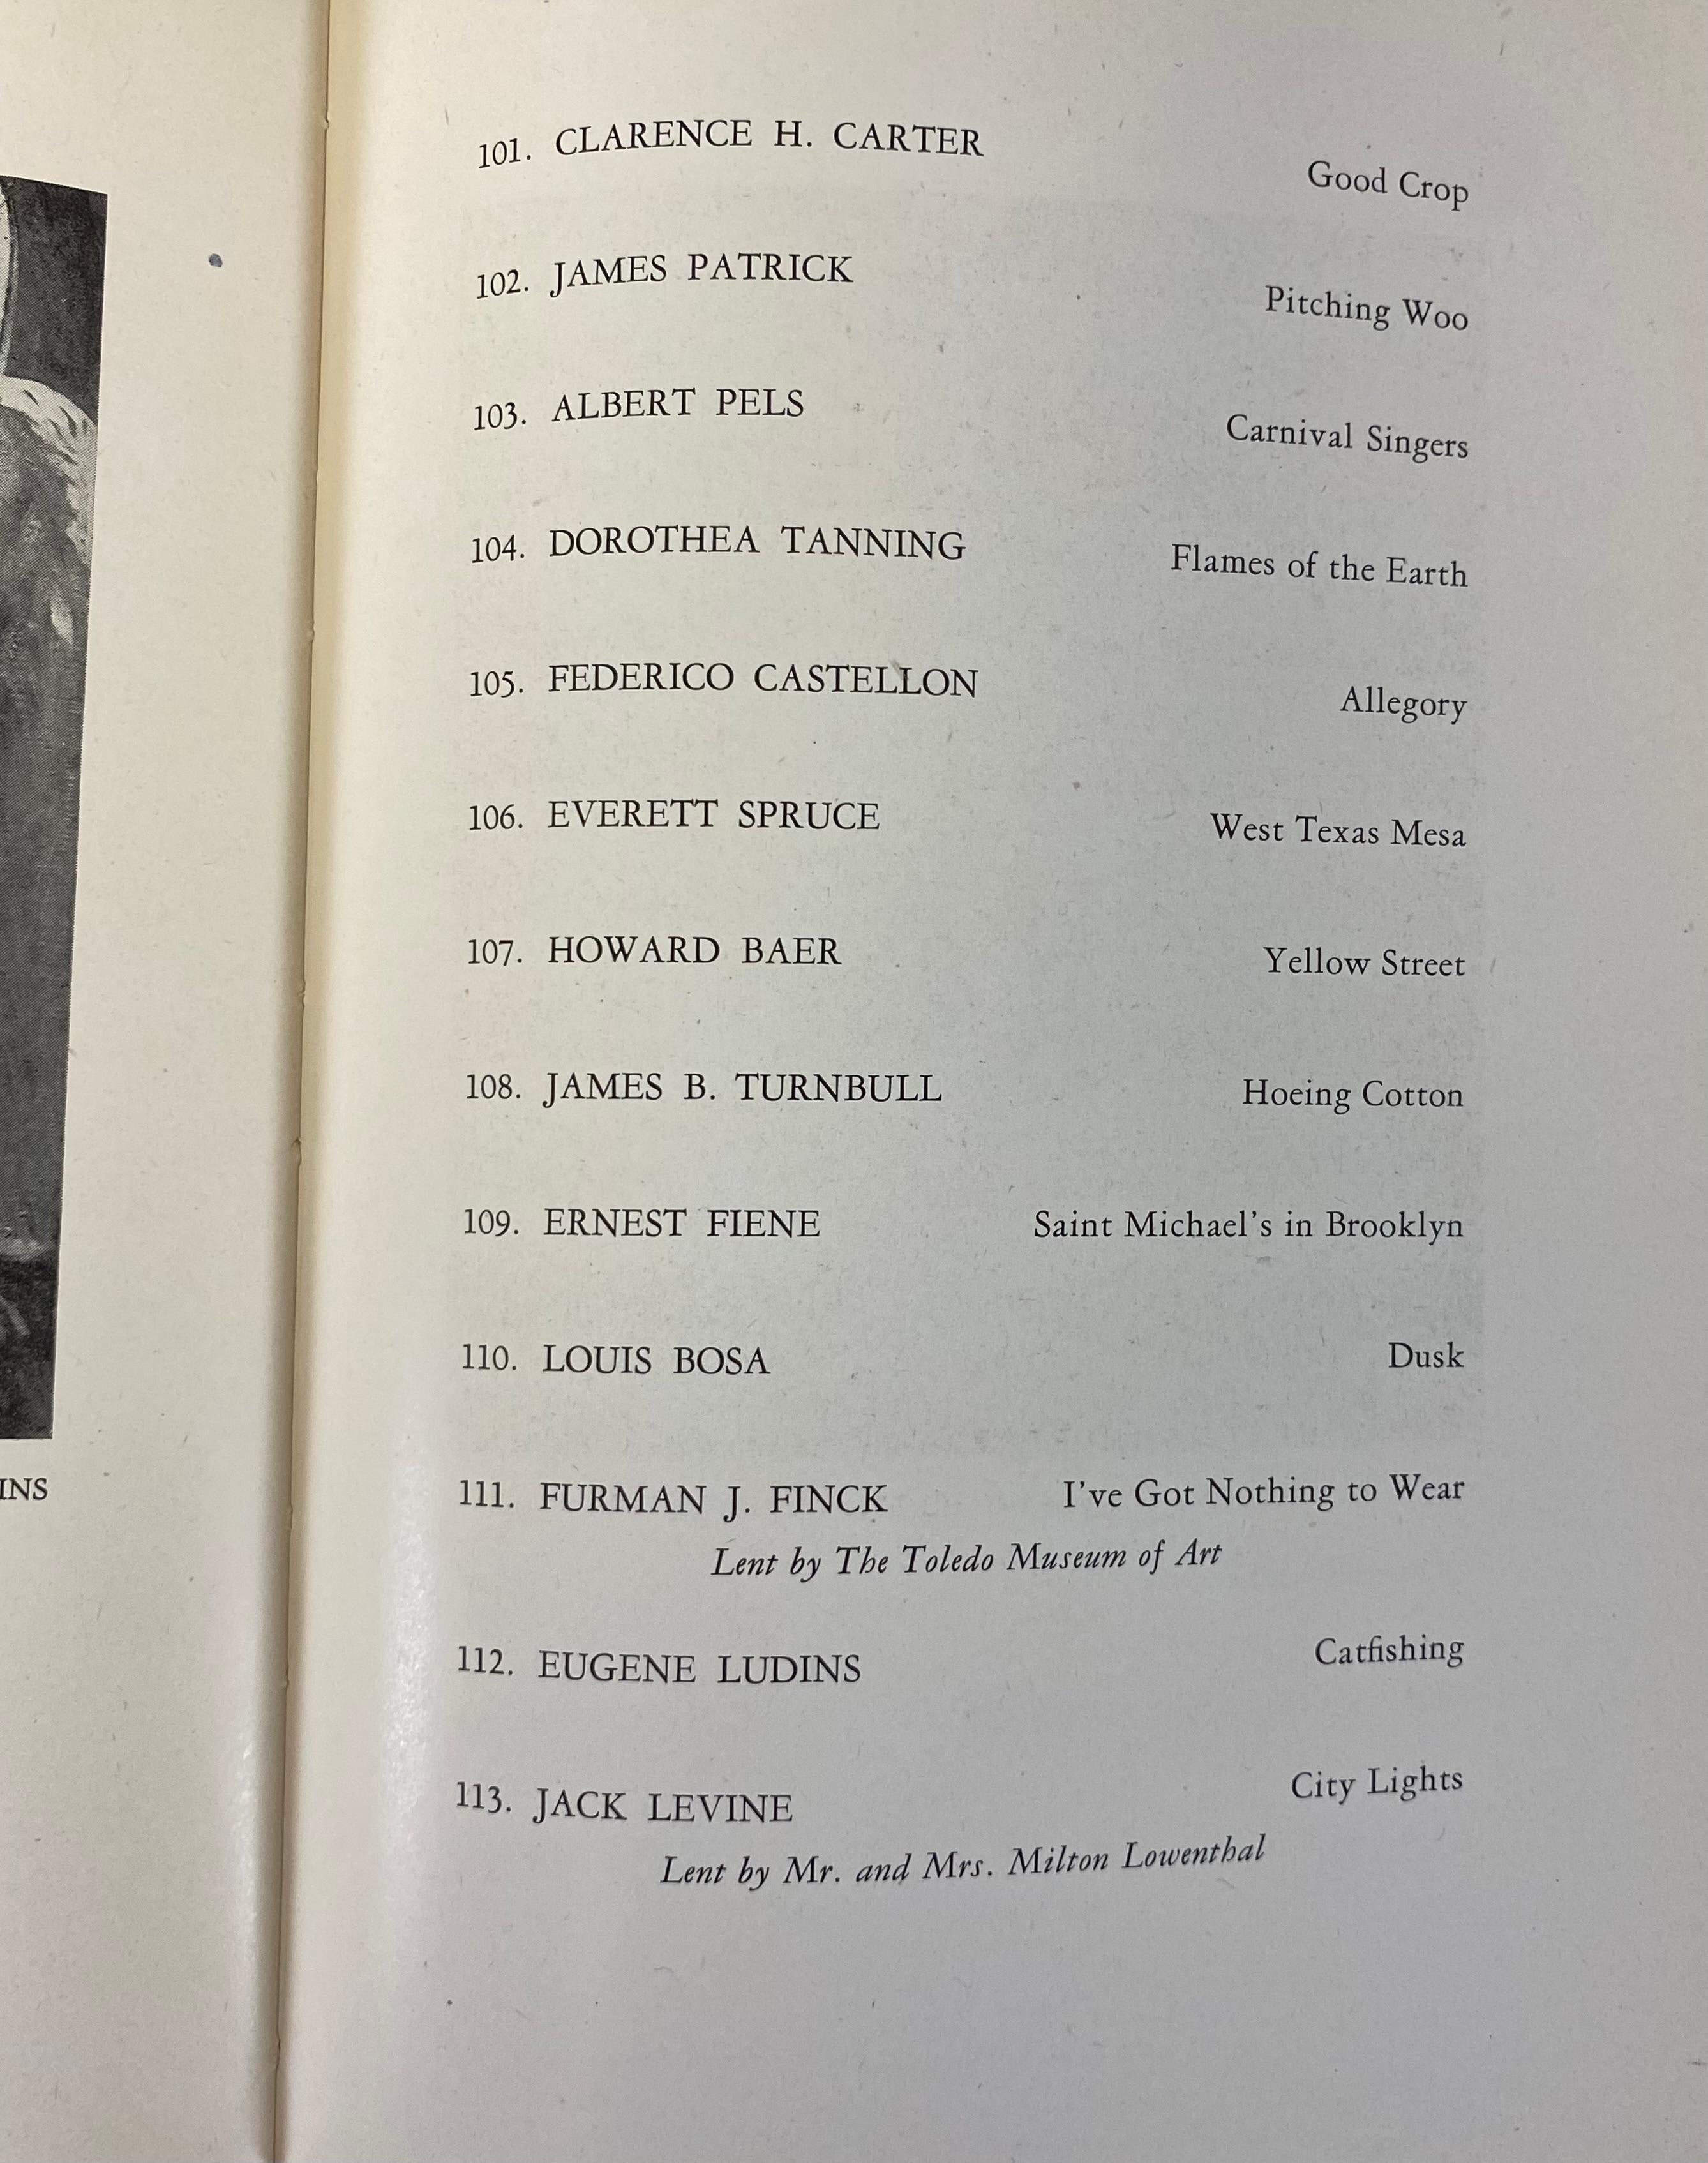 101. CLARENCE H. CARTER Good Crop
102. JAMES PATRICK Pitching Woo
103. ALBERT PELS Carnival Singers
104. DOROTHEA TANNING Flames of the Earth
105. FEDERICO CASTELLON Allegory
106. EVERETT SPRUCE West Texas Mesa
107. HOWARD BAER Yellow Street
108. JAMES B. TURNBULL Hoeing Cotton
109. ERNEST FIENE Saint Michael's in Brooklyn
110. LOUIS BOSA Dusk
INS
111. FURMAN J. FINCK I've Got Nothing to Wear
Lent by The Toledo Museum of Art
112. EUGENE LUDINS Catfishing
113. JACK LEVINE City Lights
Lent by Mr. and Mrs. Milton Lowenthal